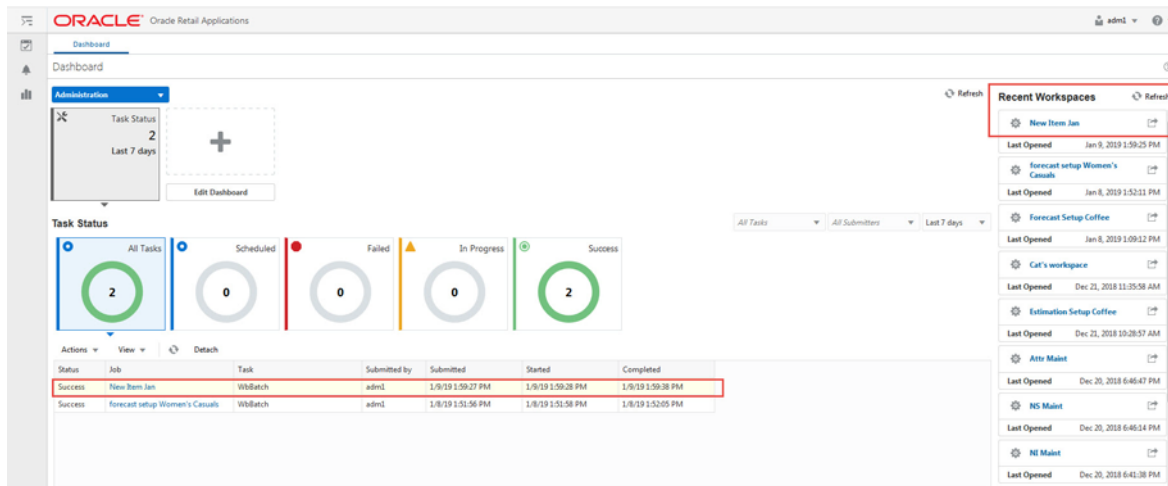 ORACLE® Oracle Retail Applications
adm1
Dashboard
Dashboard
Administration
Refresh
Task Status
2
Last 7 days
Edit Dashboard
Task Status
All Tasks
All Submitters
Last 7 days
All Tasks
2
Scheduled
0
Failed
0
In Progress
0
Success
2
Actions View Detach
Status Job Task Submitted by Submitted Started Completed
Success New Item Jan WbBatch adm1 1/9/19 1:59:27 PM 1/9/19 1:59:28 PM 1/9/19 1:59:38 PM
Success forecast setup Women's Casuals WbBatch adm1 1/8/19 1:51:56 PM 1/8/19 1:51:58 PM 1/8/19 1:52:05 PM
Recent Workspaces Refresh
New Item Jan
Last Opened Jan 9, 2019 1:59:25 PM
forecast setup Women's
Casuals
Last Opened Jan 8, 2019 1:52:11 PM
Forecast Setup Coffee
Last Opened Jan 8, 2019 1:09:12 PM
Cat's workspace
Last Opened Dec 21, 2018 11:35:58 AM
Estimation Setup Coffee
Last Opened Dec 21, 2018 10:28:57 AM
Attr Maint
Last Opened Dec 20, 2018 6:46:47 PM
NS Maint
Last Opened Dec 20, 2018 6:46:14 PM
NI Maint
Last Opened Dec 20, 2018 6:41:38 PM